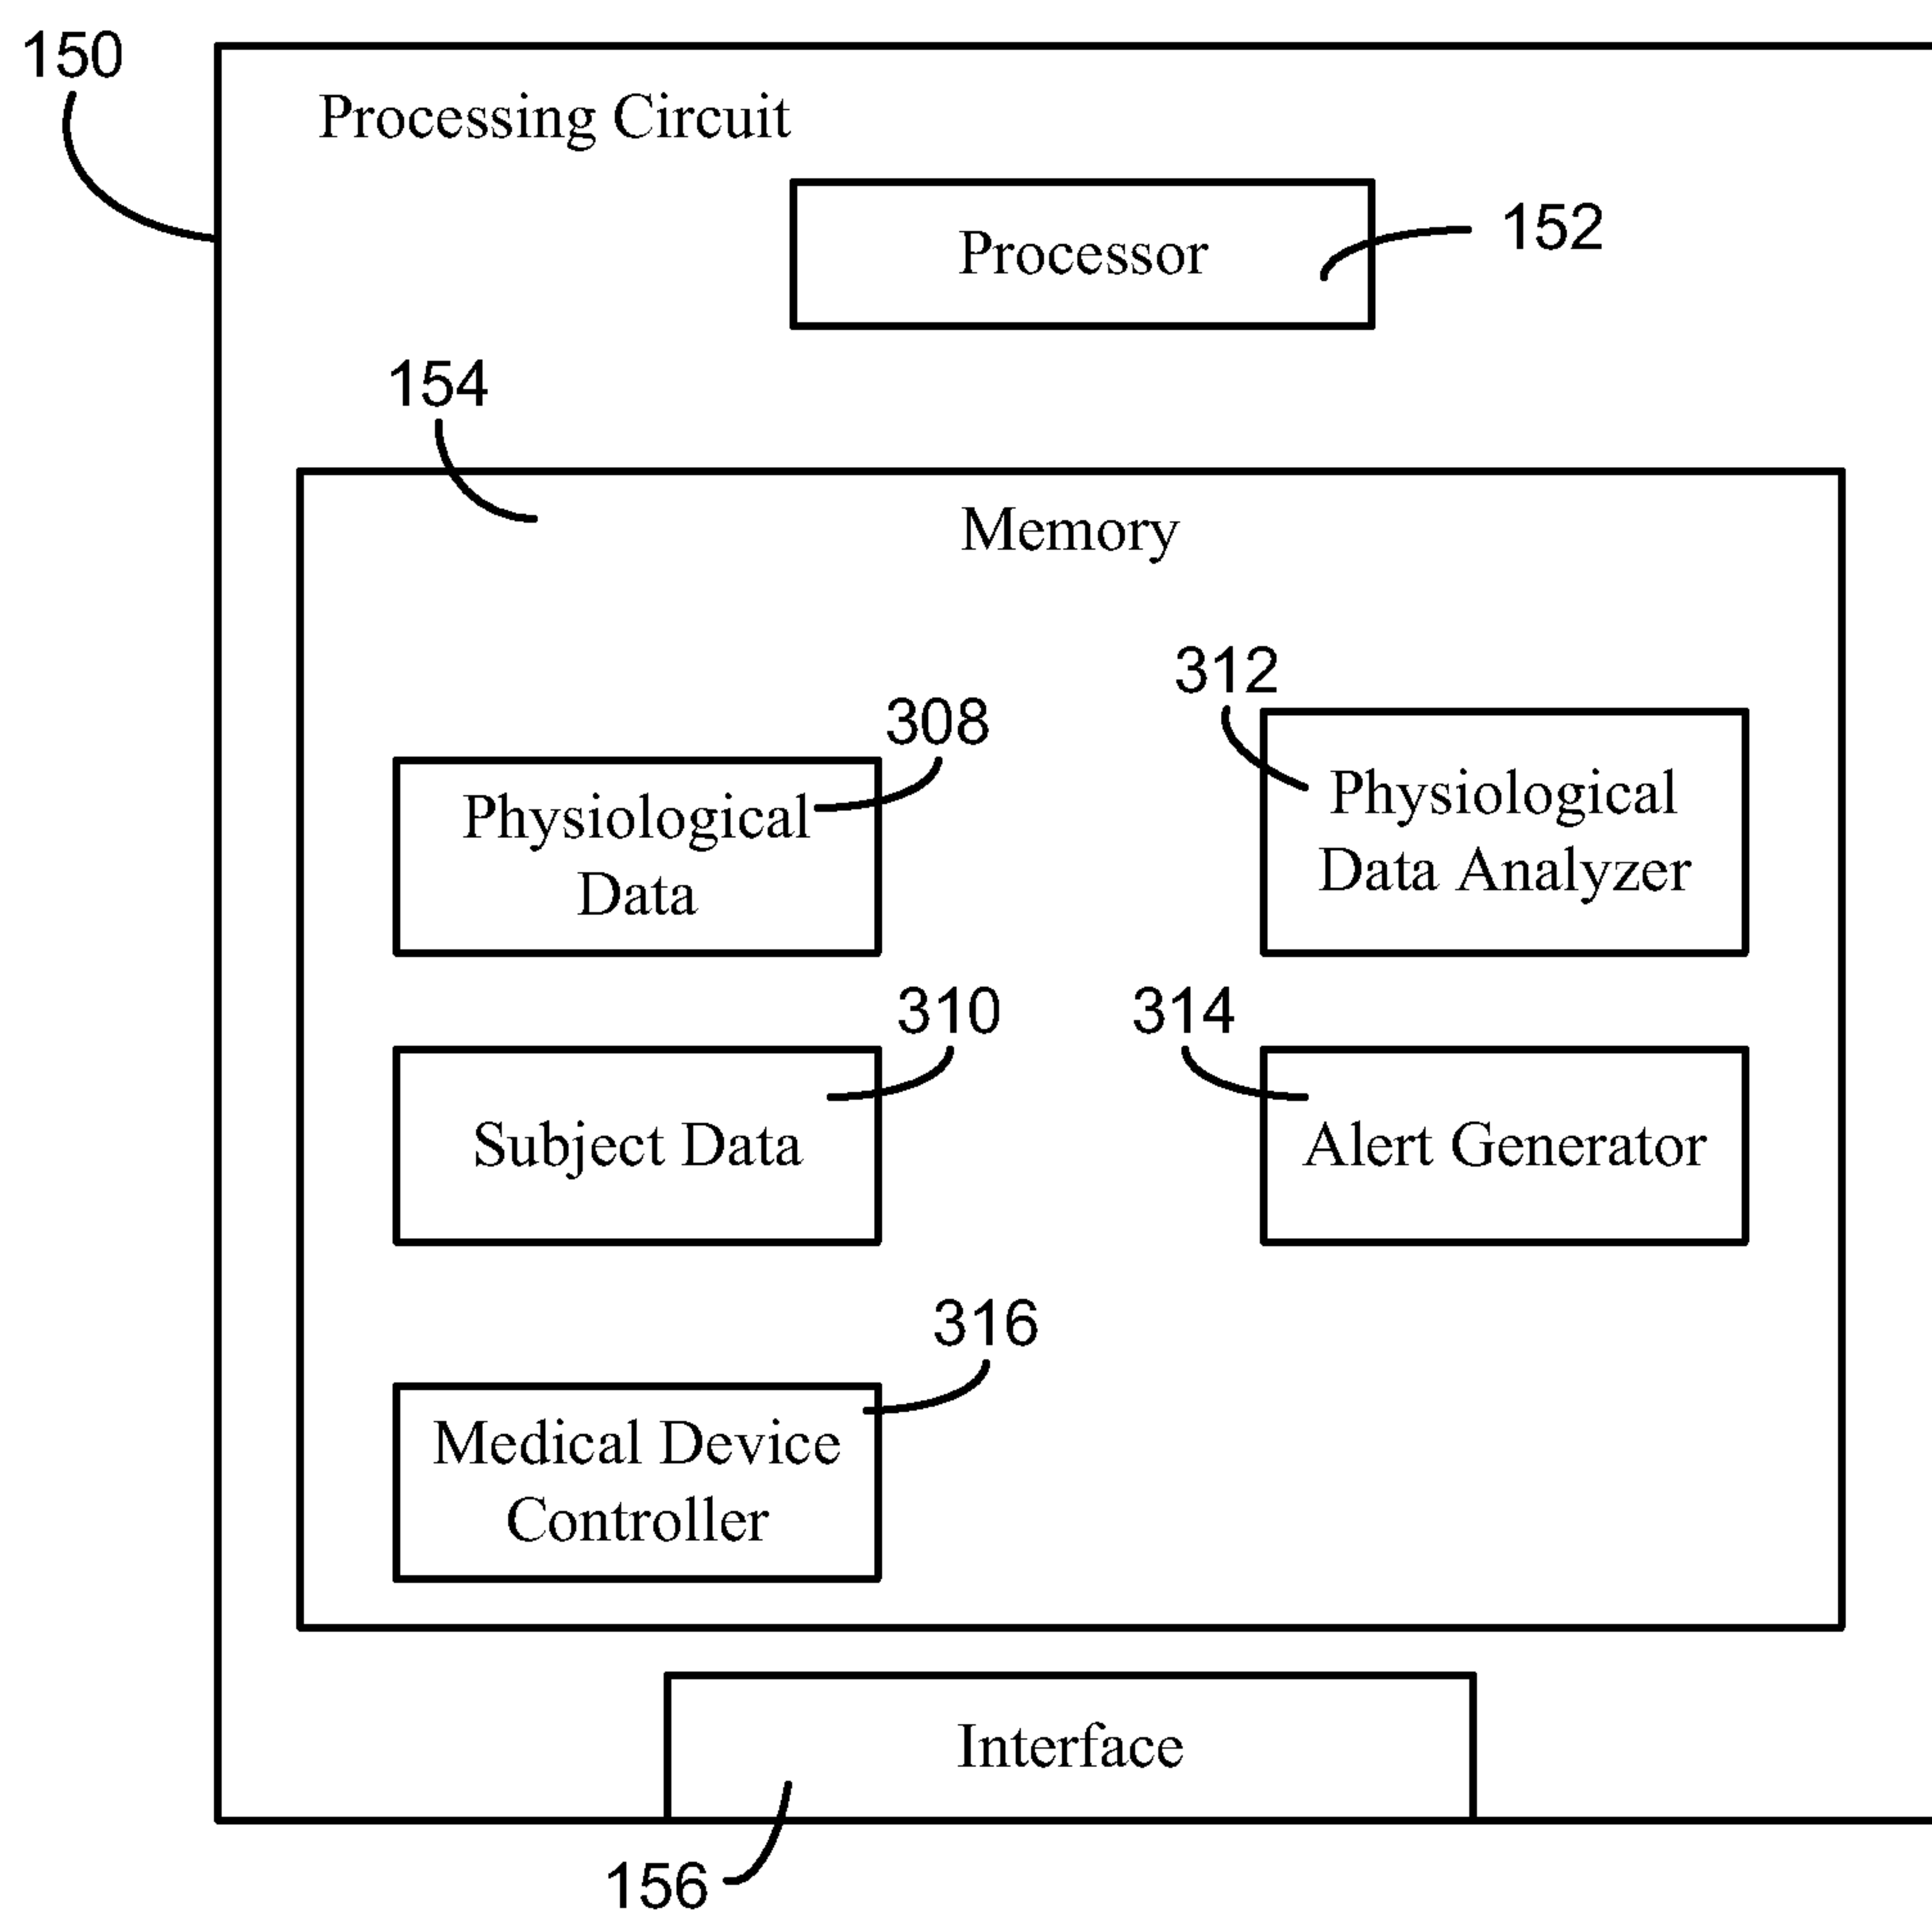 150
Processing Circuit
Processor
152
154
Memory
312
308
Physiological
Data
Physiological
Data Analyzer
310
314
Subject Data
Alert Generator
316
Medical Device
Controller
Interface
156